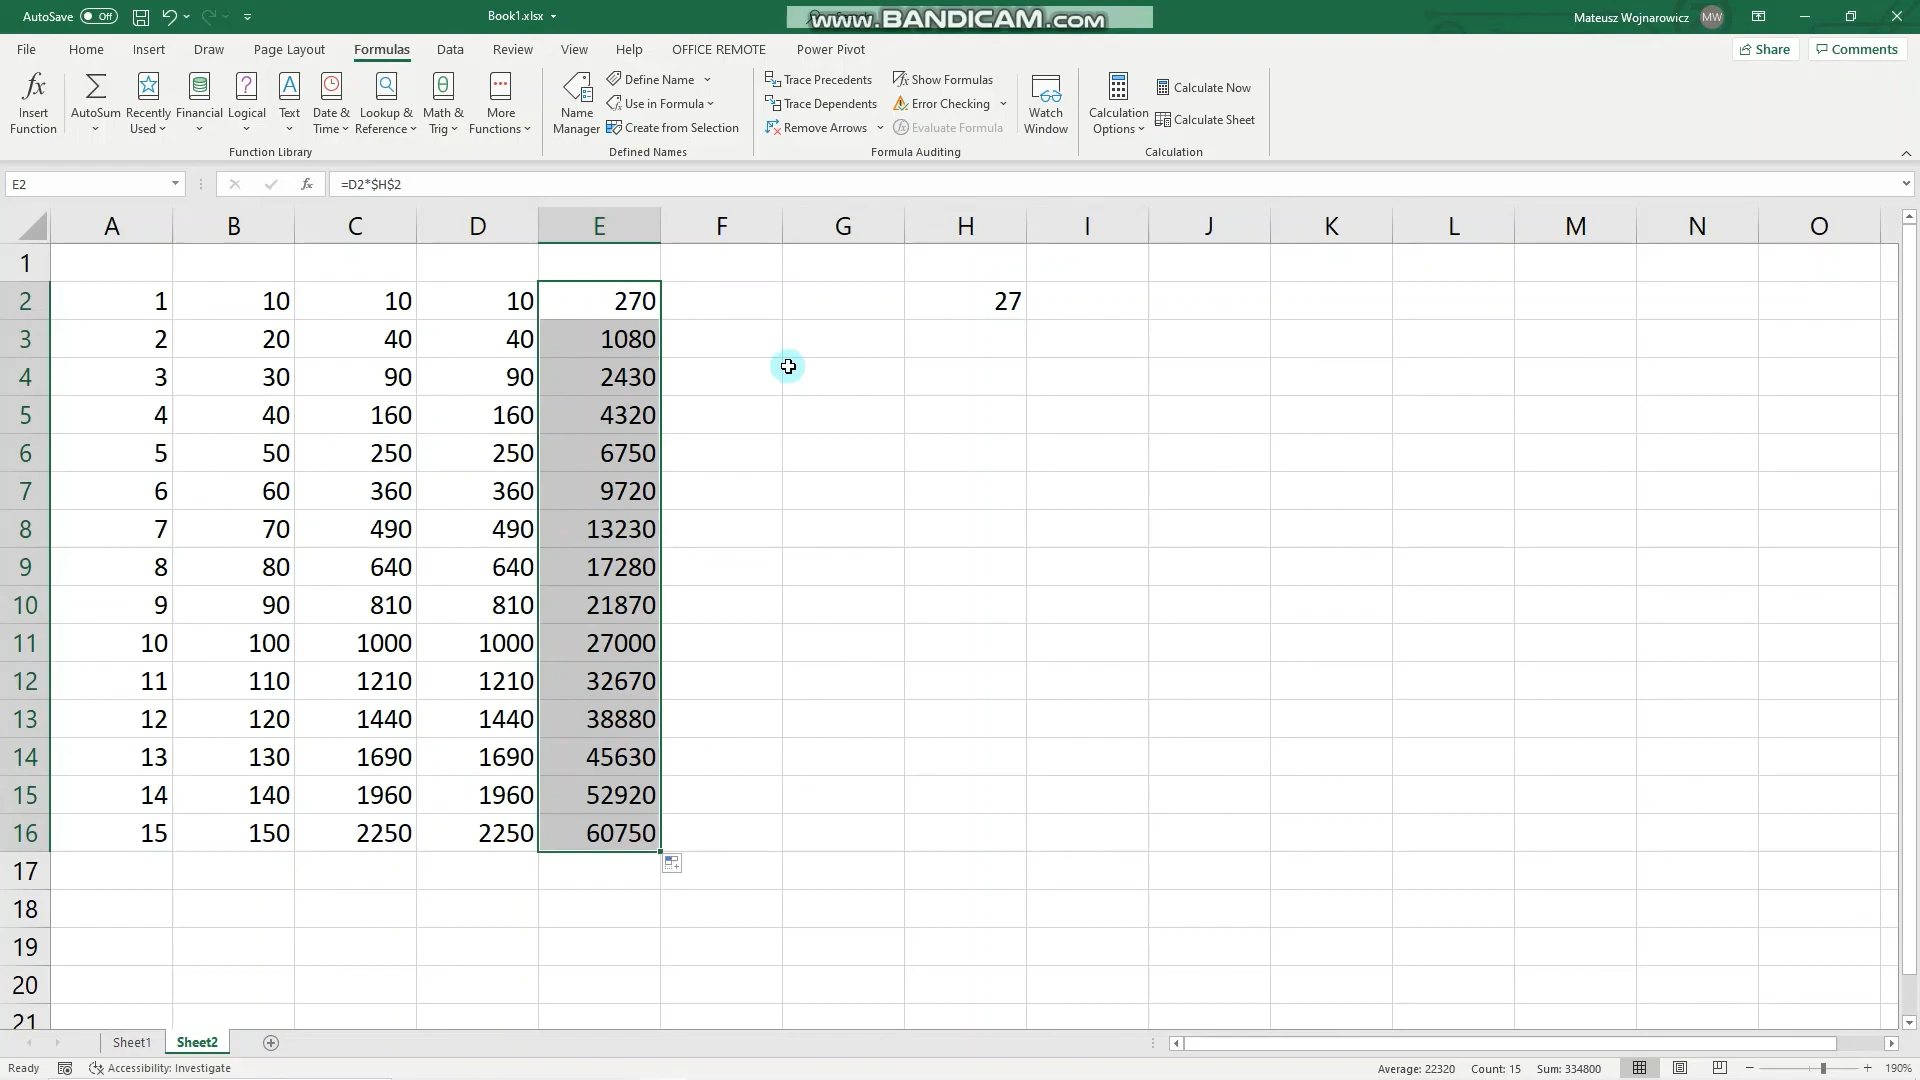 AutoSave Off Book1.xlsx www.BANDICAM.com Mateusz Wojnarowicz MW
File Home Insert Draw Page Layout Formulas Data Review View Help OFFICE REMOTE Power Pivot Share Comments
Insert Function AutoSum Recently Used Financial Logical Text Date & Time Lookup & Reference Math & Trig More Functions
Name Manager Define Name Use in Formula Create from Selection
Trace Precedents Trace Dependents Remove Arrows Show Formulas Error Checking Evaluate Formula
Watch Window Calculation Options Calculate Now Calculate Sheet
Function Library Defined Names Formula Auditing Calculation
E2 fx =D2*$H$2
A B C D E F G H I J K L M N O
1
2 1 10 10 10 270 27
3 2 20 40 40 1080
4 3 30 90 90 2430
5 4 40 160 160 4320
6 5 50 250 250 6750
7 6 60 360 360 9720
8 7 70 490 490 13230
9 8 80 640 640 17280
10 9 90 810 810 21870
11 10 100 1000 1000 27000
12 11 110 1210 1210 32670
13 12 120 1440 1440 38880
14 13 130 1690 1690 45630
15 14 140 1960 1960 52920
16 15 150 2250 2250 60750
17
18
19
20
21
Sheet1 Sheet2
Ready Accessibility: Investigate Average: 22320 Count: 15 Sum: 334800 190%